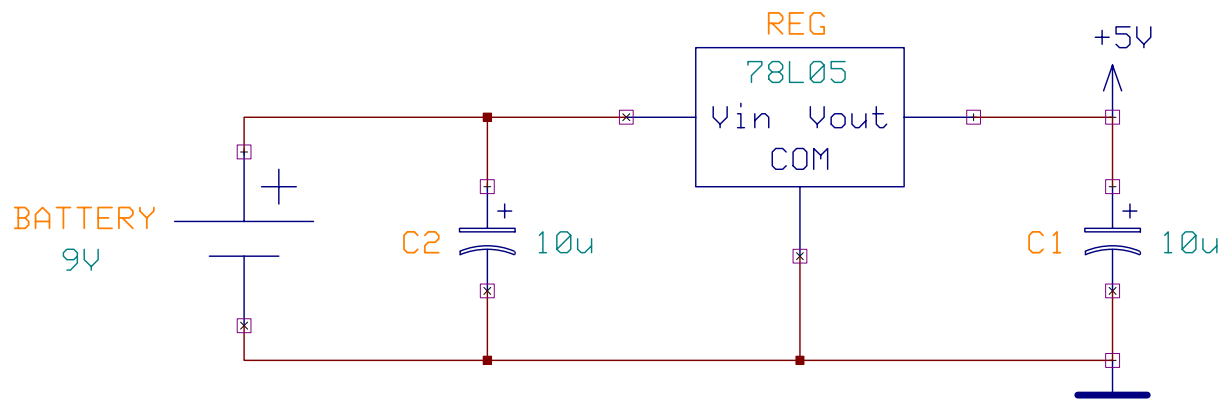 REG
+5V
78L05
Vin Vout
COM
+
BATTERY
9V
+
C2 10u
+
C1 10u